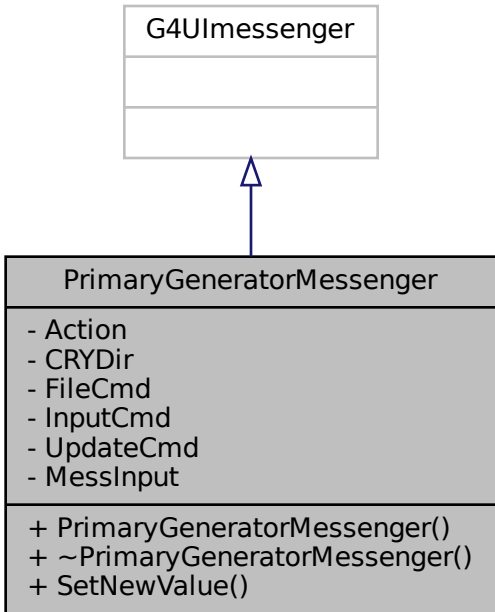 G4UImessenger
PrimaryGeneratorMessenger
- Action
- CRYDir
- FileCmd
- InputCmd
- UpdateCmd
- MessInput
+ PrimaryGeneratorMessenger()
+ ~PrimaryGeneratorMessenger()
+ SetNewValue()